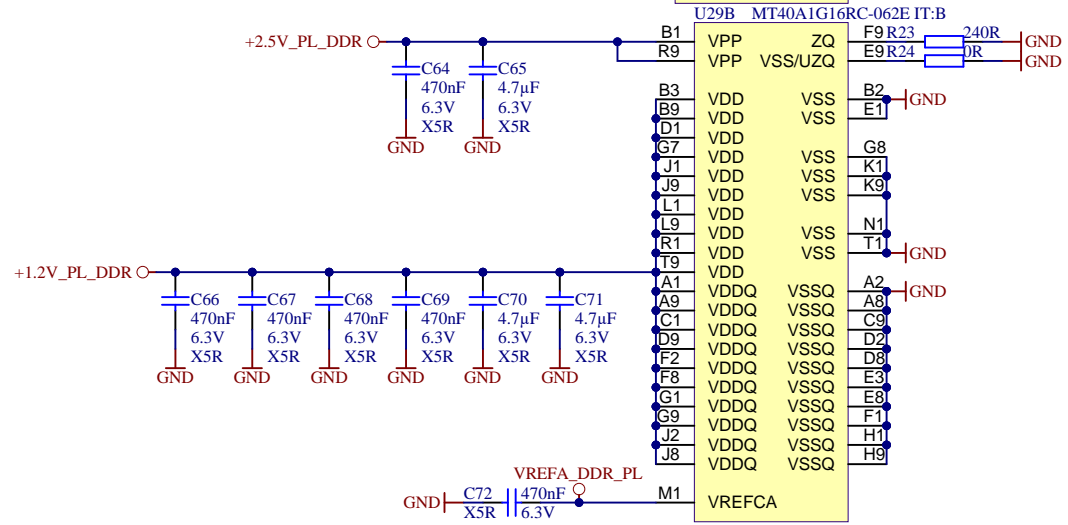 U29B MT40A1G16RC-062E IT:B
+2.5V_PL_DDR
B1 VPP ZQ F9 R23 240R GND
R9 VPP VSS/UZQ E9 R24 0R GND
C64 470nF 6.3V X5R GND
C65 4.7µF 6.3V X5R GND
B3 VDD VSS B2 GND
B9 VDD VSS E1
D1 VDD
G7 VDD VSS G8
J1 VDD VSS K1
J9 VDD VSS K9
L1 VDD
L9 VDD VSS N1
R1 VDD VSS T1 GND
+1.2V_PL_DDR
T9 VDD
C66 470nF 6.3V X5R GND
C67 470nF 6.3V X5R GND
C68 470nF 6.3V X5R GND
C69 470nF 6.3V X5R GND
C70 4.7µF 6.3V X5R GND
C71 4.7µF 6.3V X5R GND
A1 VDDQ VSSQ A2 GND
A9 VDDQ VSSQ A8
C1 VDDQ VSSQ C9
D9 VDDQ VSSQ D2
F2 VDDQ VSSQ D8
F8 VDDQ VSSQ E3
G1 VDDQ VSSQ E8
G9 VDDQ VSSQ F1
J2 VDDQ VSSQ H1
J8 VDDQ VSSQ H9
VREFA_DDR_PL
GND C72 470nF M1 VREFCA
X5R 6.3V